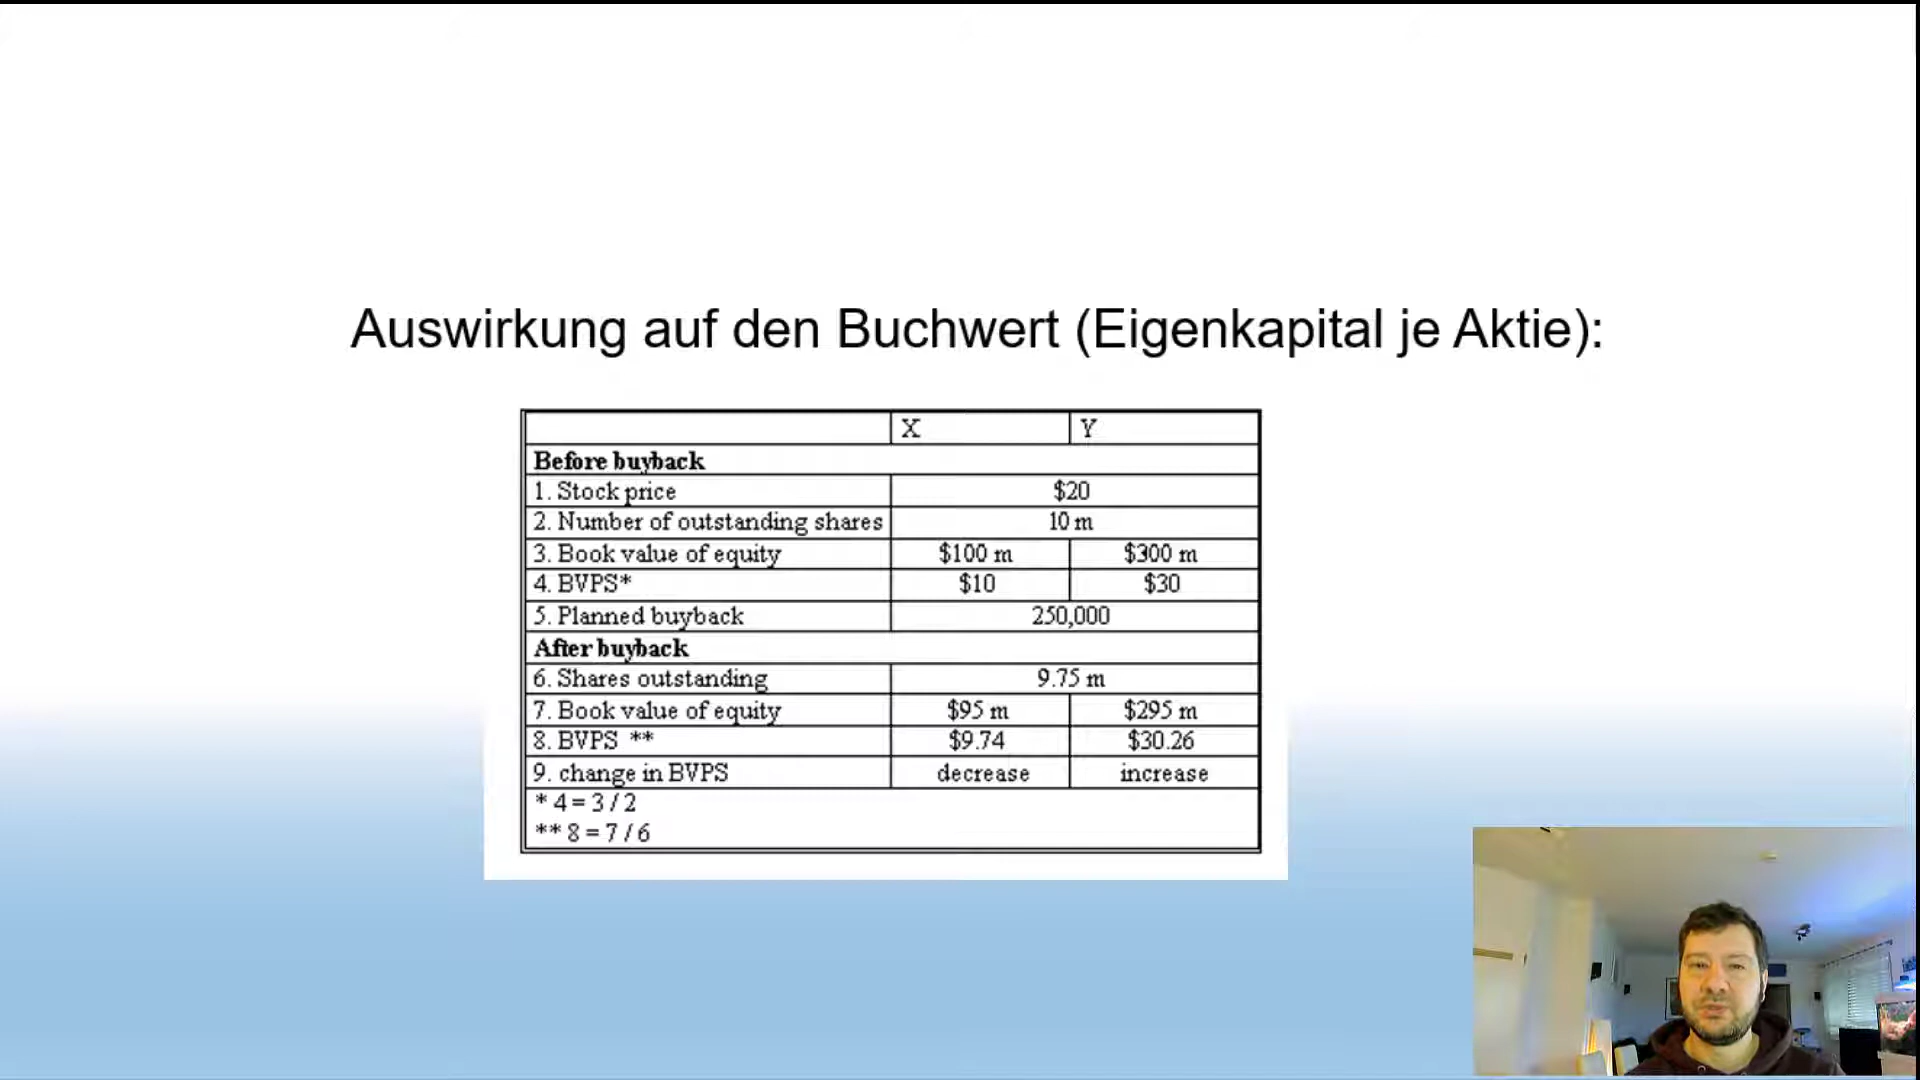 Auswirkung auf den Buchwert (Eigenkapital je Aktie):
X Y
Before buyback
1. Stock price $20
2. Number of outstanding shares 10 m
3. Book value of equity $100 m $300 m
4. BVPS* $10 $30
5. Planned buyback 250,000
After buyback
6. Shares outstanding 9.75 m
7. Book value of equity $95 m $295 m
8. BVPS ** $9.74 $30.26
9. change in BVPS decrease increase
* 4 = 3 / 2
** 8 = 7 / 6